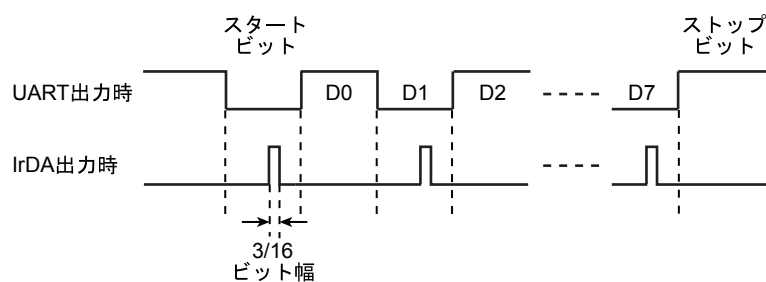 スタート
ビット
ストップ
ビット
UART出力時
D0
D1
D2
D7
IrDA出力時
3/16
ビット幅